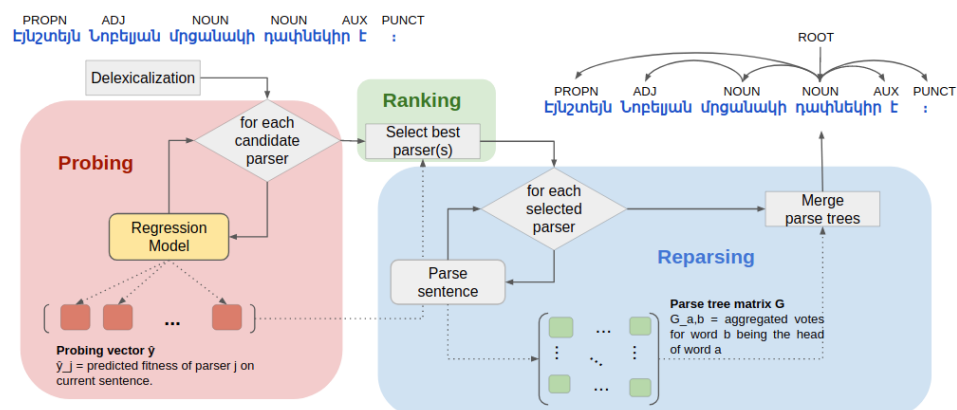 PROPN ADJ NOUN NOUN AUX PUNCT
Էյնշտեյն Նոբելյան մրցանակի դափնեկիր է ։
Delexicalization
for each
candidate
parser
Probing
Regression
Model
...
Probing vector ŷ
ŷ_j = predicted fitness of parser j on
current sentence.
Ranking
Select best
parser(s)
for each
selected
parser
Parse
sentence
Reparsing
Merge
parse trees
Parse tree matrix G
G_a,b = aggregated votes
for word b being the head
of word a
ROOT
PROPN ADJ NOUN NOUN AUX PUNCT
Էյնշտեյն Նոբելյան մրցանակի դափնեկիր է ։